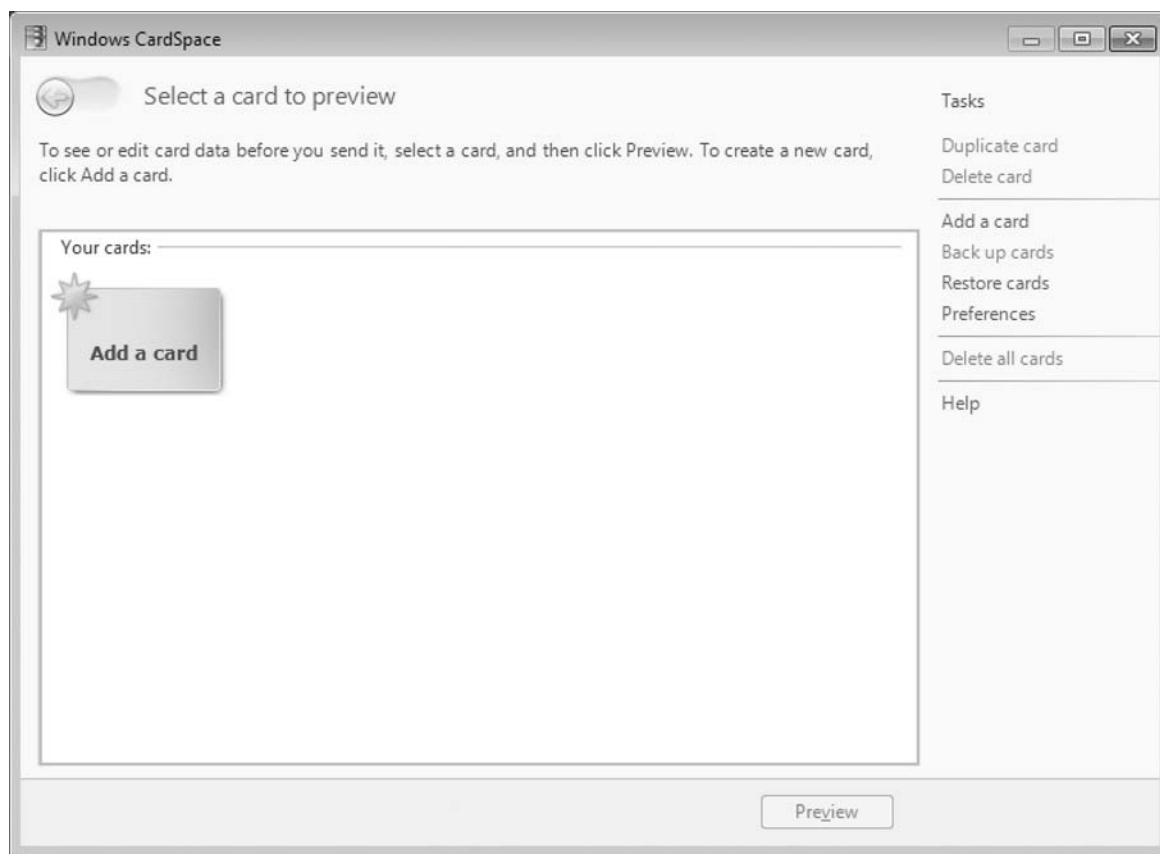 Windows CardSpace
Select a card to preview
To see or edit card data before you send it, select a card, and then click Preview. To create a new card,
click Add a card.
Your cards:
Add a card
Tasks
Duplicate card
Delete card
Add a card
Back up cards
Restore cards
Preferences
Delete all cards
Help
Preview